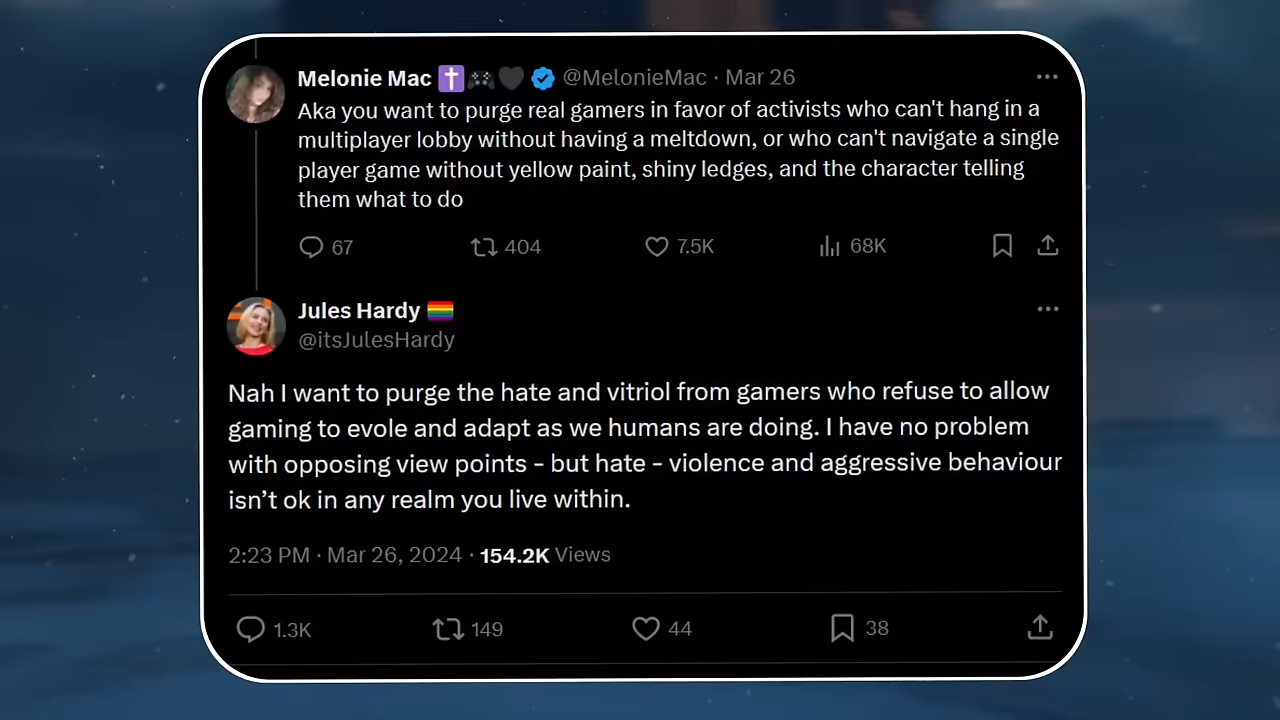 Melonie Mac ✝️🎮🖤 @MelonieMac · Mar 26
Aka you want to purge real gamers in favor of activists who can't hang in a
multiplayer lobby without having a meltdown, or who can't navigate a single
player game without yellow paint, shiny ledges, and the character telling
them what to do
67 404 7.5K 68K
Jules Hardy 🏳️‍🌈
@itsJulesHardy
Nah I want to purge the hate and vitriol from gamers who refuse to allow
gaming to evole and adapt as we humans are doing. I have no problem
with opposing view points - but hate - violence and aggressive behaviour
isn’t ok in any realm you live within.
2:23 PM · Mar 26, 2024 · 154.2K Views
1.3K 149 44 38